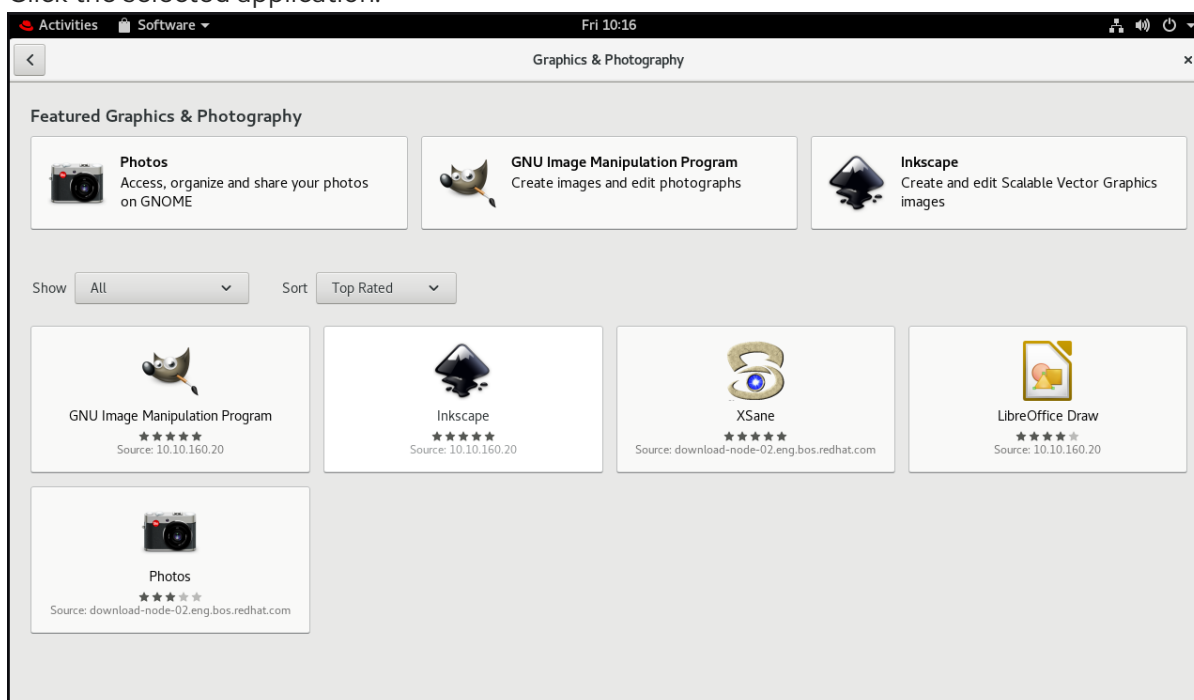 Click the selected application.
Activities Software Fri 10:16
Graphics & Photography
Featured Graphics & Photography
Photos
Access, organize and share your photos
on GNOME
GNU Image Manipulation Program
Create images and edit photographs
Inkscape
Create and edit Scalable Vector Graphics
images
Show All Sort Top Rated
GNU Image Manipulation Program
Source: 10.10.160.20
Inkscape
Source: 10.10.160.20
XSane
Source: download-node-02.eng.bos.redhat.com
LibreOffice Draw
Source: 10.10.160.20
Photos
Source: download-node-02.eng.bos.redhat.com